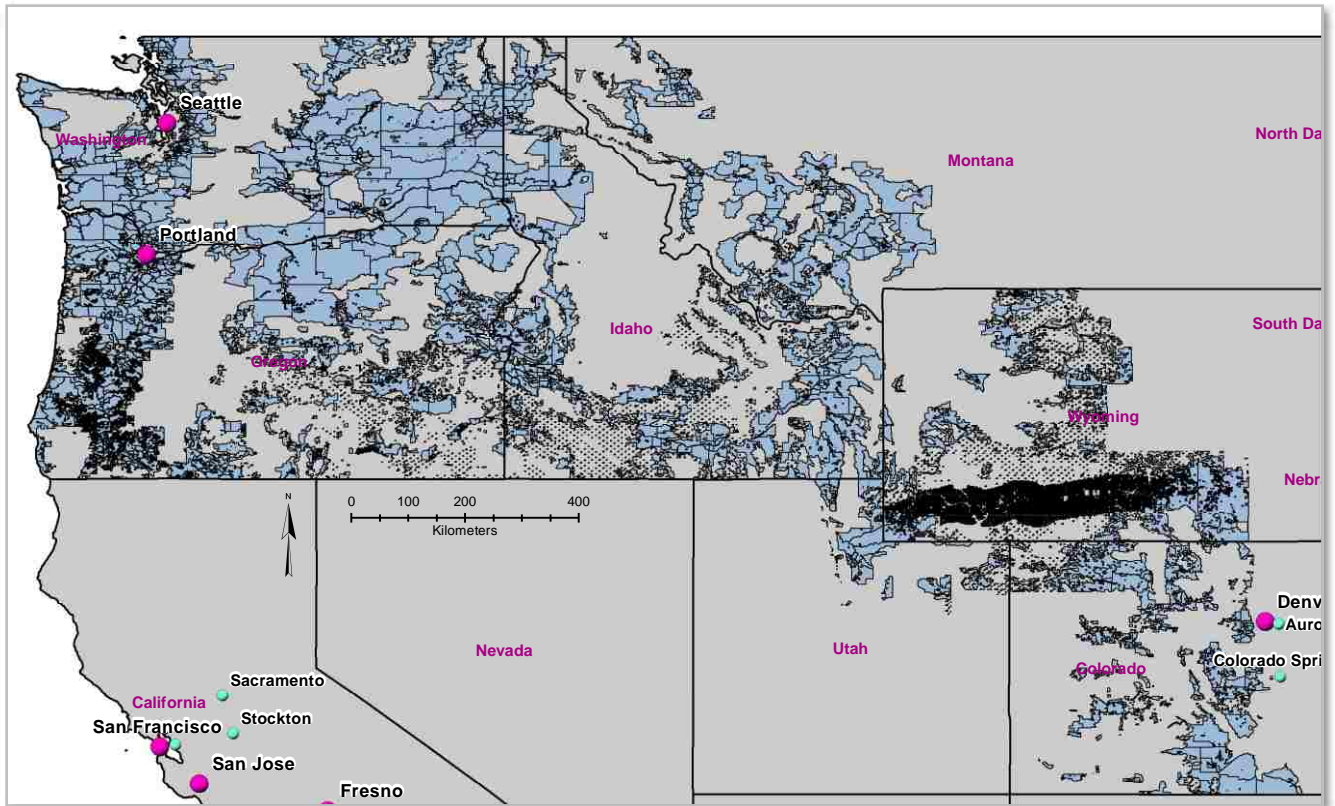 Seattle
Washington
North Da
Montana
Portland
South Da
Idaho
Oregon
Wyoming
Nebr
N
0 100 200 400
Kilometers
Denv
Auro
Nevada
Utah
Colorado Spri
Colorado
Sacramento
California
Stockton
San Francisco
San Jose
Fresno